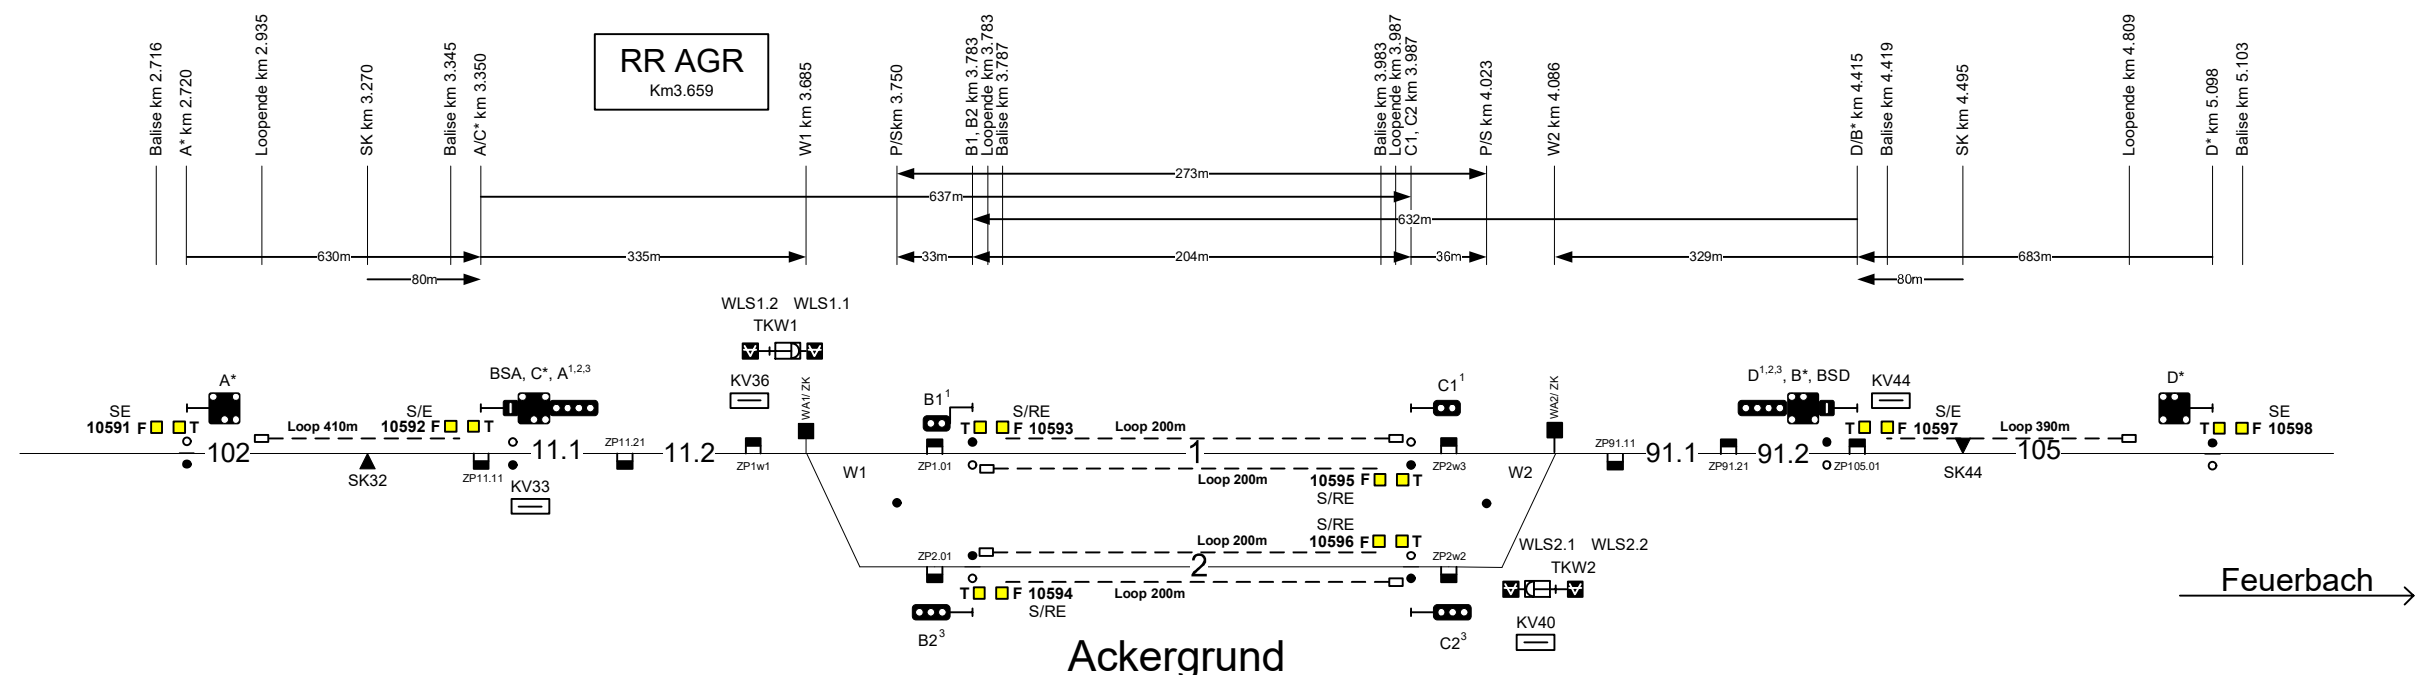 Balise km 2.716
A* km 2.720
Loopende km 2.935
SK km 3.270
Balise km 3.345
A/C* km 3.350
RR AGR
Km3.659
W1 km 3.685
P/Skm 3.750
B1, B2 km 3.783
Loopende km 3.783
Balise km 3.787
Balise km 3.983
Loopende km 3.987
C1, C2 km 3.987
P/S km 4.023
W2 km 4.086
D/B* km 4.415
Balise km 4.419
SK km 4.495
Loopende km 4.809
D* km 5.098
Balise km 5.103
273m
637m
632m
630m
335m
33m
204m
36m
329m
683m
80m
80m
WLS1.2 WLS1.1
TKW1
A*
BSA, C*, A1,2,3
KV36
WA1/ ZK
B11
C11
WA2/ ZK
D1,2,3, B*, BSD
KV44
D*
SE
10591 F T
Loop 410m
S/E
10592 F T
T F 10593
S/RE
Loop 200m
T F 10597
S/E
Loop 390m
T F 10598
SE
102
SK32
ZP11.11
11.1
KV33
ZP11.21
11.2
ZP1w1
W1
ZP1.01
1
Loop 200m
10595 F T
S/RE
ZP2w3
W2
ZP91.11
91.1
ZP91.21
91.2
ZP105.01
SK44
105
ZP2.01
Loop 200m
S/RE
10596 F T
ZP2w2
2
T F 10594
S/RE
Loop 200m
WLS2.1 WLS2.2
TKW2
B23
C23
KV40
Feuerbach
Ackergrund